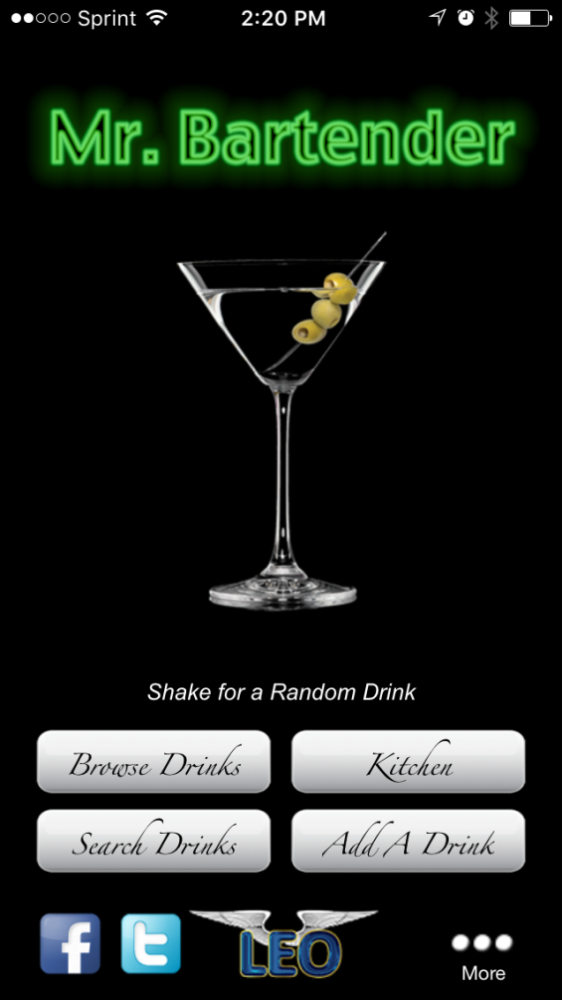 Sprint 2:20 PM
Mr. Bartender
Shake for a Random Drink
Browse Drinks Kitchen
Search Drinks Add A Drink
f t LEO
More